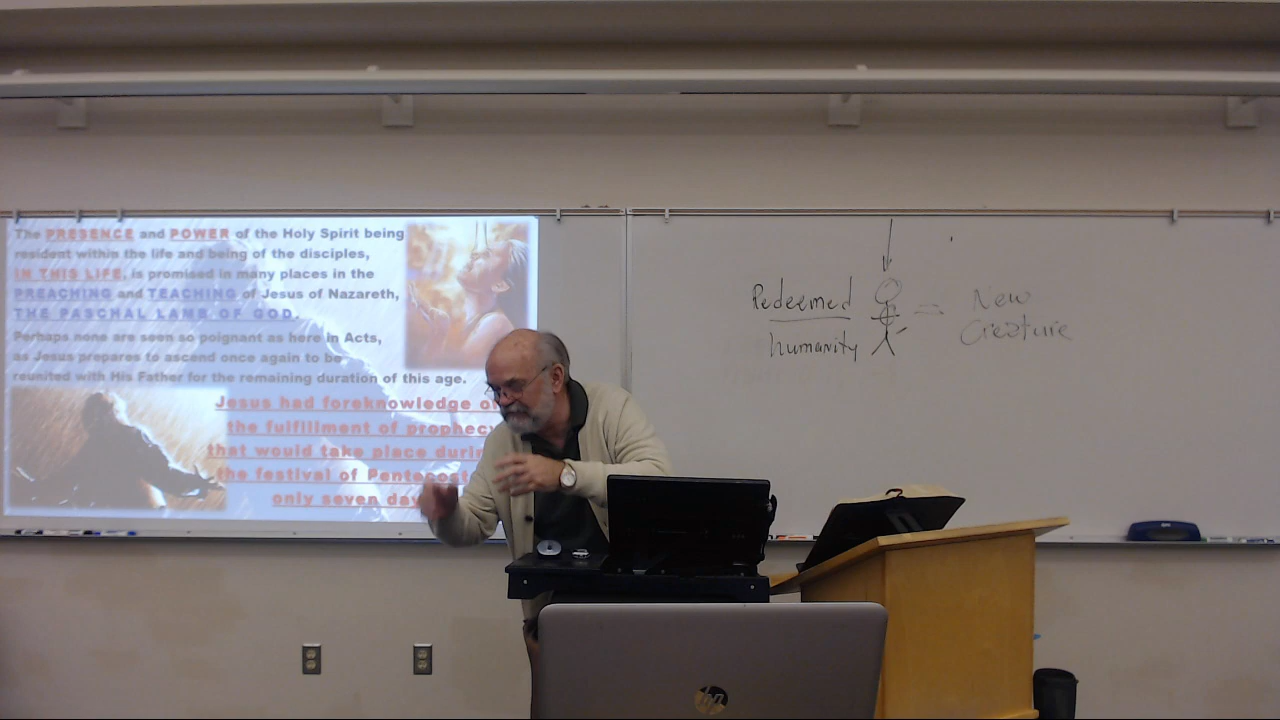 The PRESENCE and POWER of the Holy Spirit being
resident within the life and being of the disciples,
IN THIS LIFE, is promised in many places in the
PREACHING and TEACHING of Jesus of Nazareth,
THE PASCHAL LAMB OF GOD.
Perhaps none are seen so poignant as here in Acts,
as Jesus prepares to ascend once again to be
reunited with His Father for the remaining duration of this age.
Jesus had foreknowledge
the fulfillment of prophecy
that would take place
the festival of
only seven
Redeemed
humanity
= New
Creature
hp